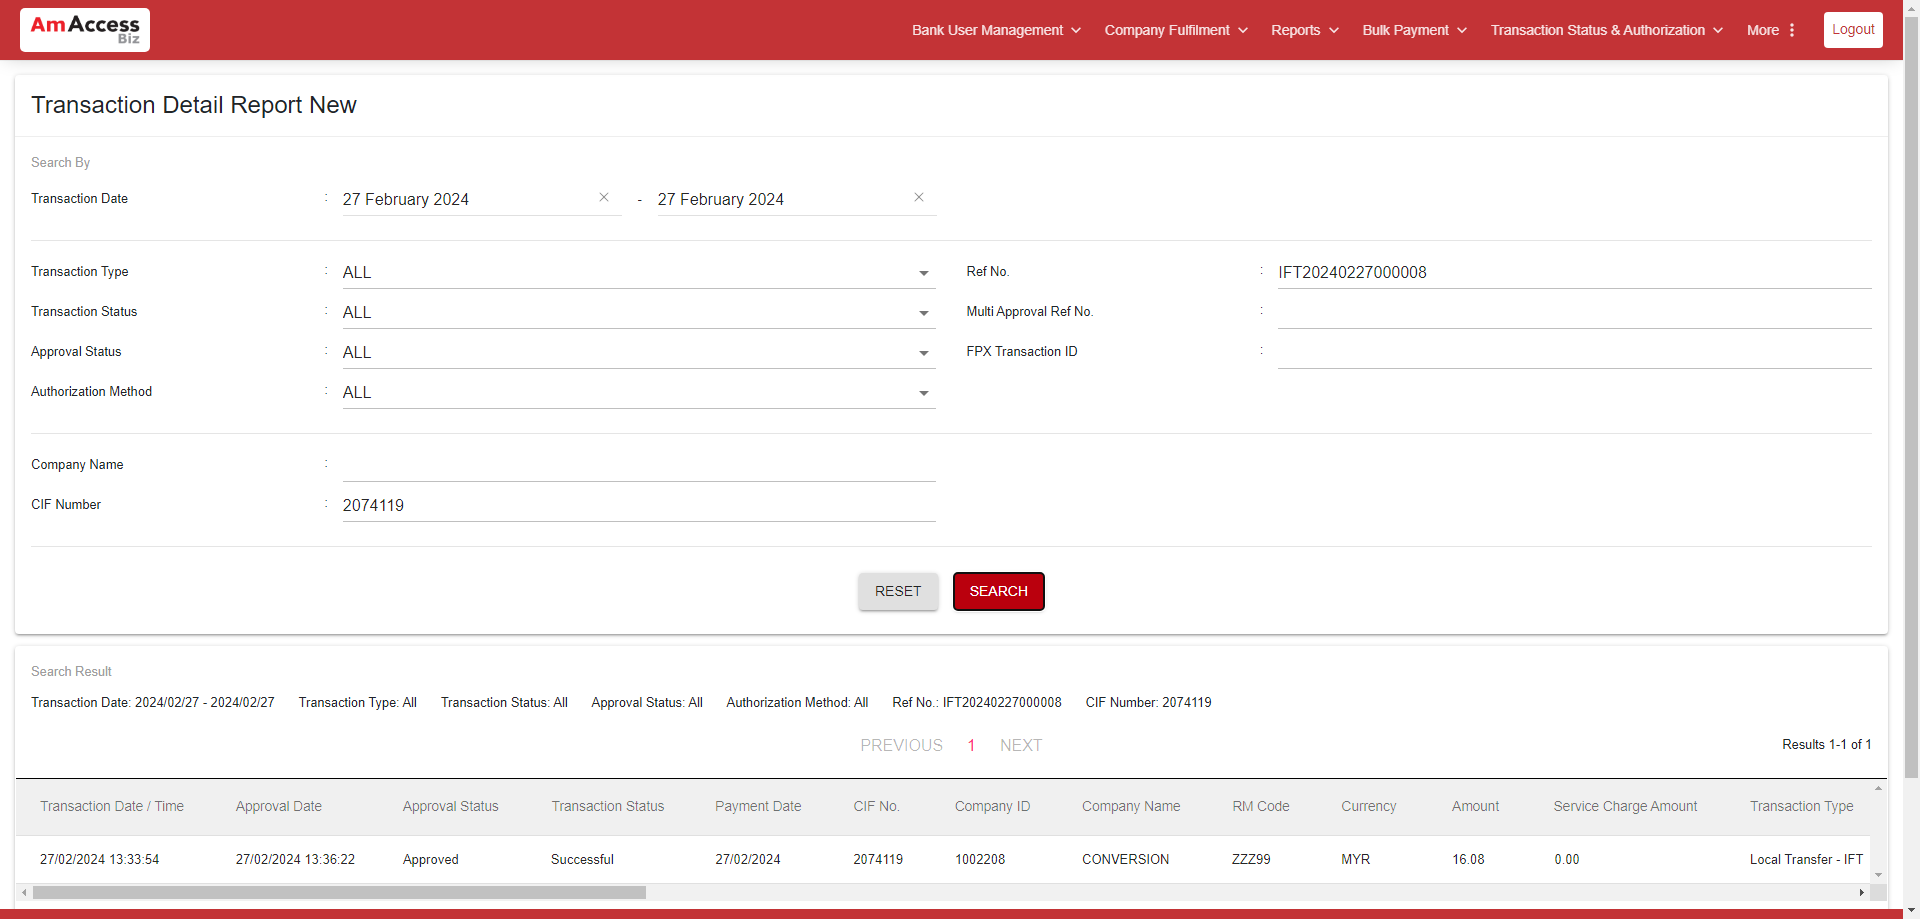 AmAccess
Biz
Bank User Management Company Fulfilment Reports Bulk Payment Transaction Status & Authorization More Logout
Transaction Detail Report New
Search By
Transaction Date : 27 February 2024 - 27 February 2024
Transaction Type : ALL Ref No. : IFT20240227000008
Transaction Status : ALL Multi Approval Ref No. :
Approval Status : ALL FPX Transaction ID :
Authorization Method : ALL
Company Name :
CIF Number : 2074119
RESET SEARCH
Search Result
Transaction Date: 2024/02/27 - 2024/02/27 Transaction Type: All Transaction Status: All Approval Status: All Authorization Method: All Ref No.: IFT20240227000008 CIF Number: 2074119
PREVIOUS 1 NEXT Results 1-1 of 1
Transaction Date / Time Approval Date Approval Status Transaction Status Payment Date CIF No. Company ID Company Name RM Code Currency Amount Service Charge Amount Transaction Type
27/02/2024 13:33:54 27/02/2024 13:36:22 Approved Successful 27/02/2024 2074119 1002208 CONVERSION ZZZ99 MYR 16.08 0.00 Local Transfer - IFT